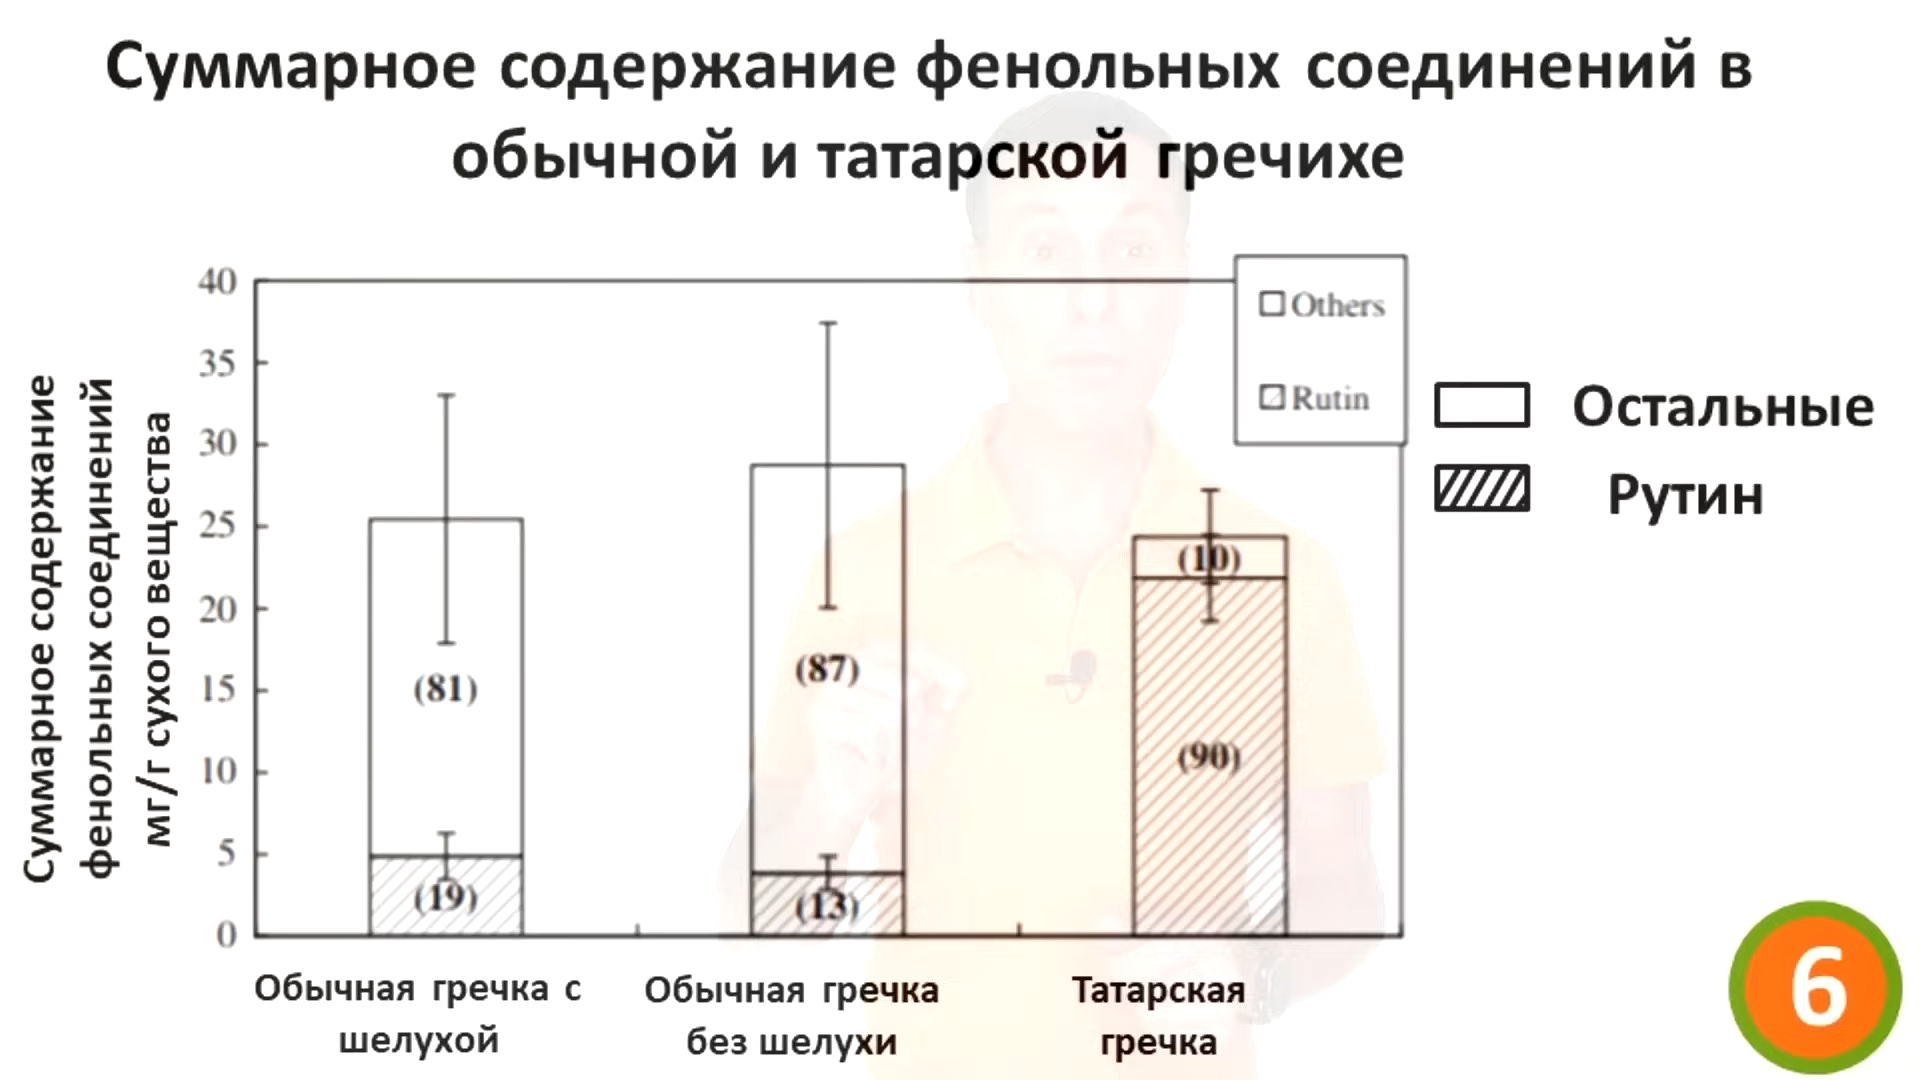 Суммарное содержание фенольных соединений в
обычной и татарской гречихе
Суммарное содержание
фенольных соединений
мг/г сухого вещества
40
35
30
25
20
15
10
5
0
(81)
(19)
(87)
(13)
(10)
(90)
Others
Rutin
Остальные
Рутин
Обычная гречка с
шелухой
Обычная гречка
без шелухи
Татарская
гречка
6